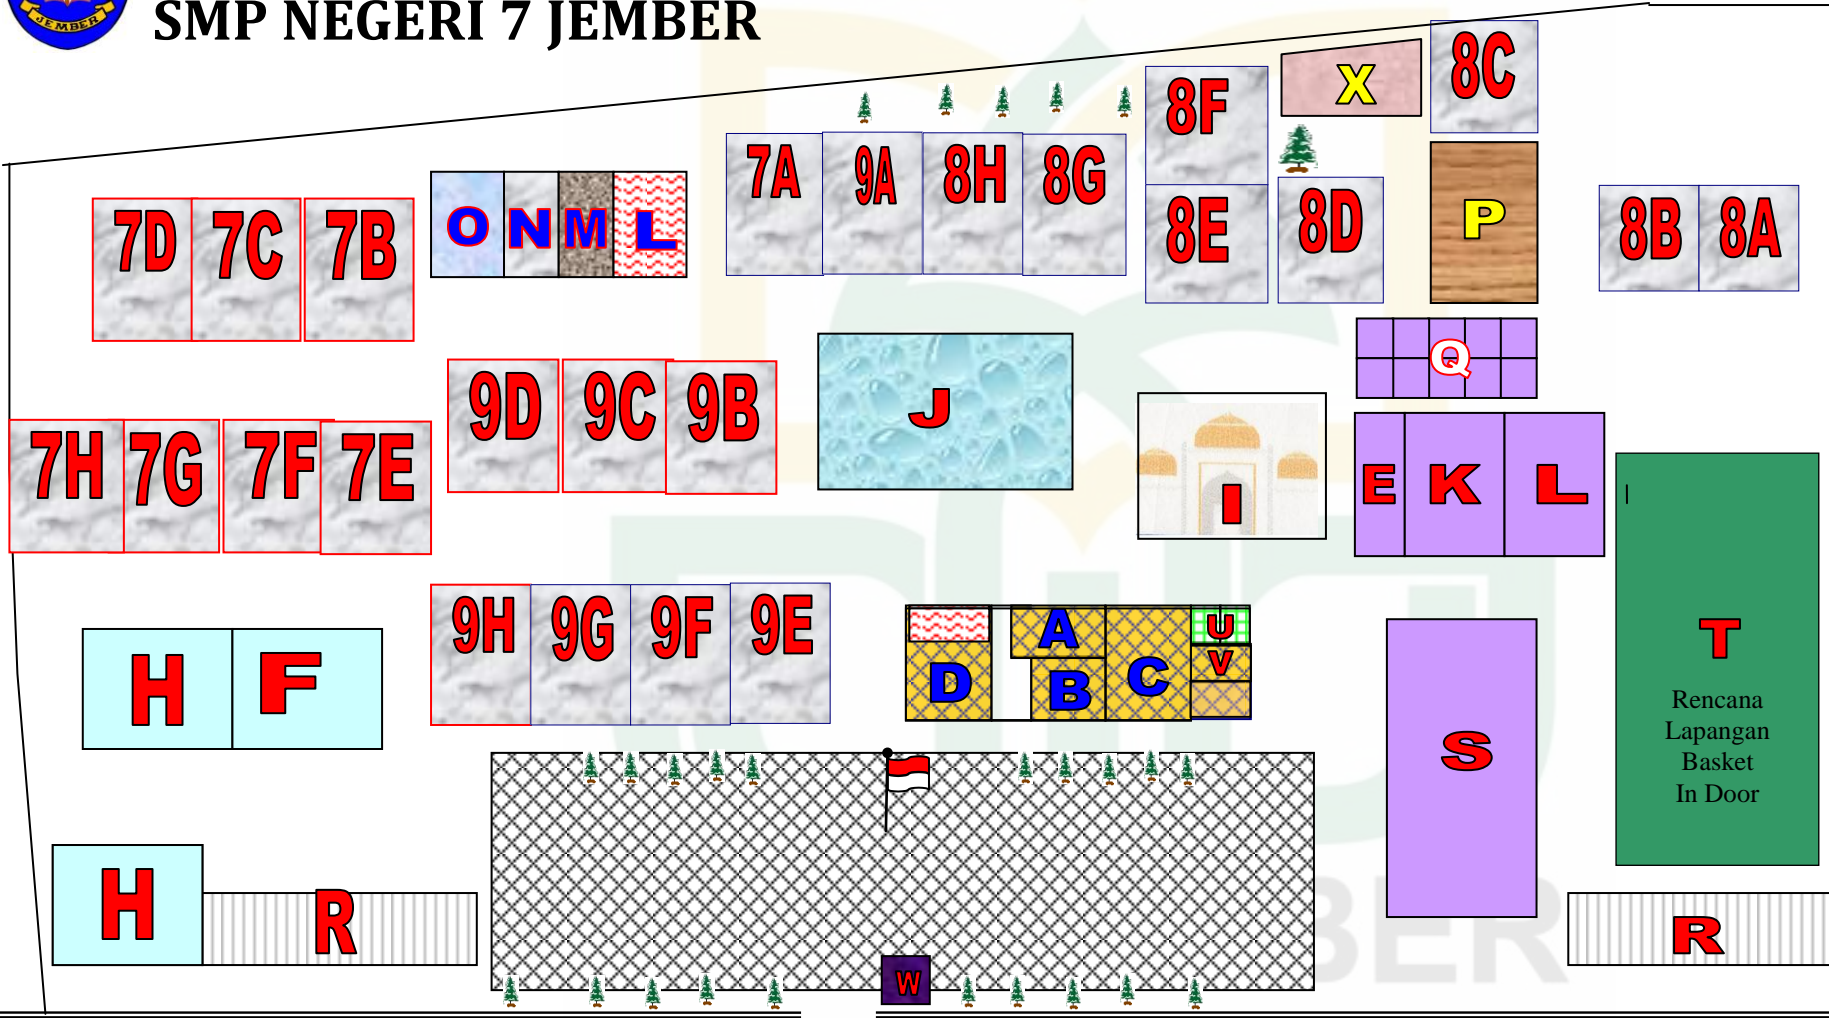 JEMBER
SMP NEGERI 7 JEMBER
8C
X
8F
7A 9A 8H 8G
8E 8D P 8B 8A
7D 7C 7B O N M L
Q
9D 9C 9B J
7H 7G 7F 7E I E K L
9H 9G 9F 9E A U
V
H F D B C
T
Rencana
Lapangan
Basket
In Door
S
H R R
W
BER